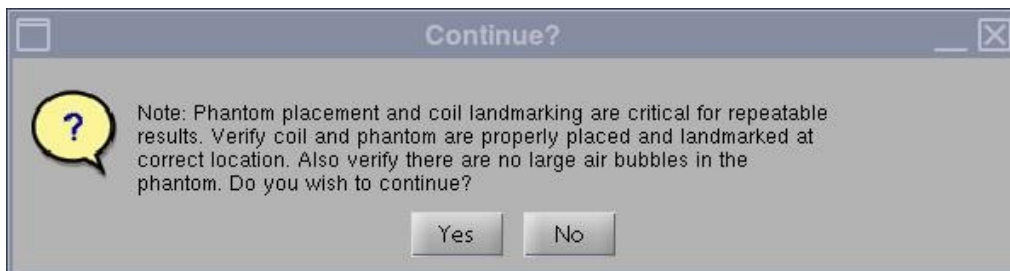 Continue?
?
Note: Phantom placement and coil landmarking are critical for repeatable
results. Verify coil and phantom are properly placed and landmarked at
correct location. Also verify there are no large air bubbles in the
phantom. Do you wish to continue?
Yes No